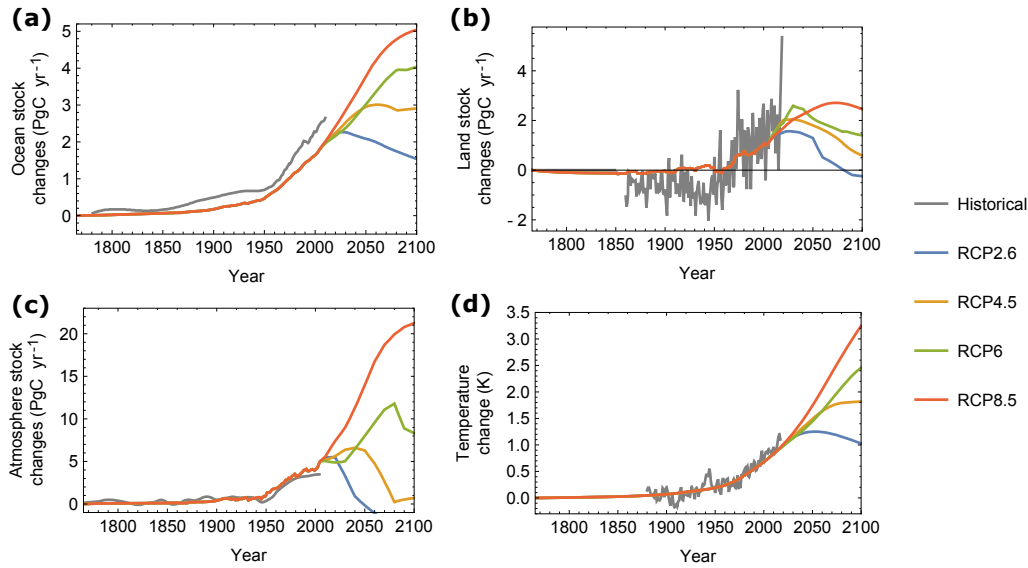 (a)
Ocean stock
changes (PgC yr-1)
5
4
3
2
1
0
1800 1850 1900 1950 2000 2050 2100
Year
(b)
Land stock
changes (PgC yr-1)
4
2
0
- 2
1800 1850 1900 1950 2000 2050 2100
Year
(c)
Atmosphere stock
changes (PgC yr-1)
20
15
10
5
0
1800 1850 1900 1950 2000 2050 2100
Year
(d)
Temperature
change (K)
3.5
3.0
2.5
2.0
1.5
1.0
0.5
0.0
1800 1850 1900 1950 2000 2050 2100
Year
Historical
RCP2.6
RCP4.5
RCP6
RCP8.5